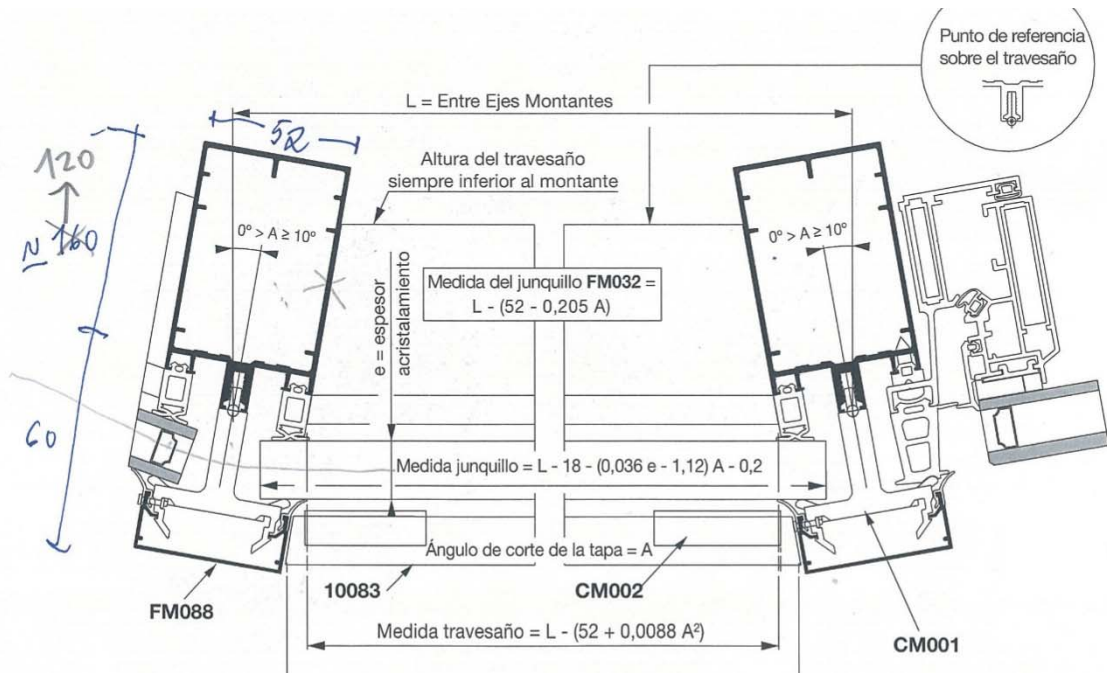 Punto de referencia
sobre el travesaño
L = Entre Ejes Montantes
52
120
Altura del travesaño
siempre inferior al montante
0° > A ≥ 10°
0° > A ≥ 10°
160
Medida del junquillo FM032 =
L - (52 - 0,205 A)
e = espesor
acristalamiento
60
Medida junquillo = L - 18 - (0,036 e - 1,12) A - 0,2
Ángulo de corte de la tapa = A
10083
CM002
FM088
Medida travesaño = L - (52 + 0,0088 A²)
CM001